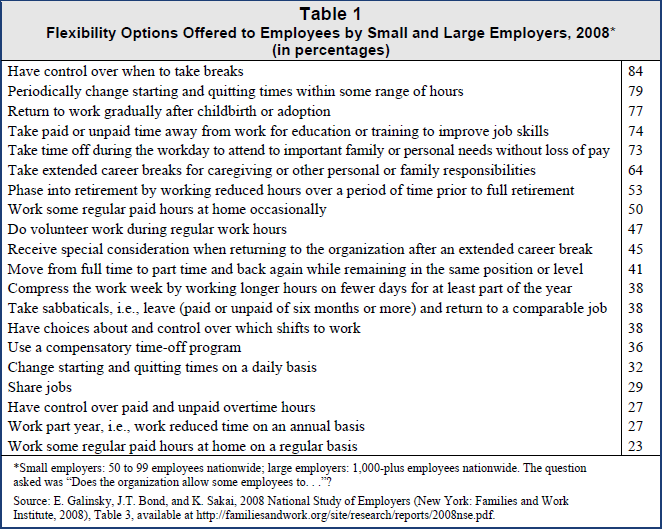 Table 1
Flexibility Options Offered to Employees by Small and Large Employers, 2008*
(in percentages)
Have control over when to take breaks 84
Periodically change starting and quitting times within some range of hours 79
Return to work gradually after childbirth or adoption 77
Take paid or unpaid time away from work for education or training to improve job skills 74
Take time off during the workday to attend to important family or personal needs without loss of pay 73
Take extended career breaks for caregiving or other personal or family responsibilities 64
Phase into retirement by working reduced hours over a period of time prior to full retirement 53
Work some regular paid hours at home occasionally 50
Do volunteer work during regular work hours 47
Receive special consideration when returning to the organization after an extended career break 45
Move from full time to part time and back again while remaining in the same position or level 41
Compress the work week by working longer hours on fewer days for at least part of the year 38
Take sabbaticals, i.e., leave (paid or unpaid of six months or more) and return to a comparable job 38
Have choices about and control over which shifts to work 38
Use a compensatory time-off program 36
Change starting and quitting times on a daily basis 32
Share jobs 29
Have control over paid and unpaid overtime hours 27
Work part year, i.e., work reduced time on an annual basis 27
Work some regular paid hours at home on a regular basis 23
*Small employers: 50 to 99 employees nationwide; large employers: 1,000-plus employees nationwide. The question
asked was “Does the organization allow some employees to. . .”?
Source: E. Galinsky, J.T. Bond, and K. Sakai, 2008 National Study of Employers (New York: Families and Work
Institute, 2008), Table 3, available at http://familiesandwork.org/site/research/reports/2008nse.pdf.